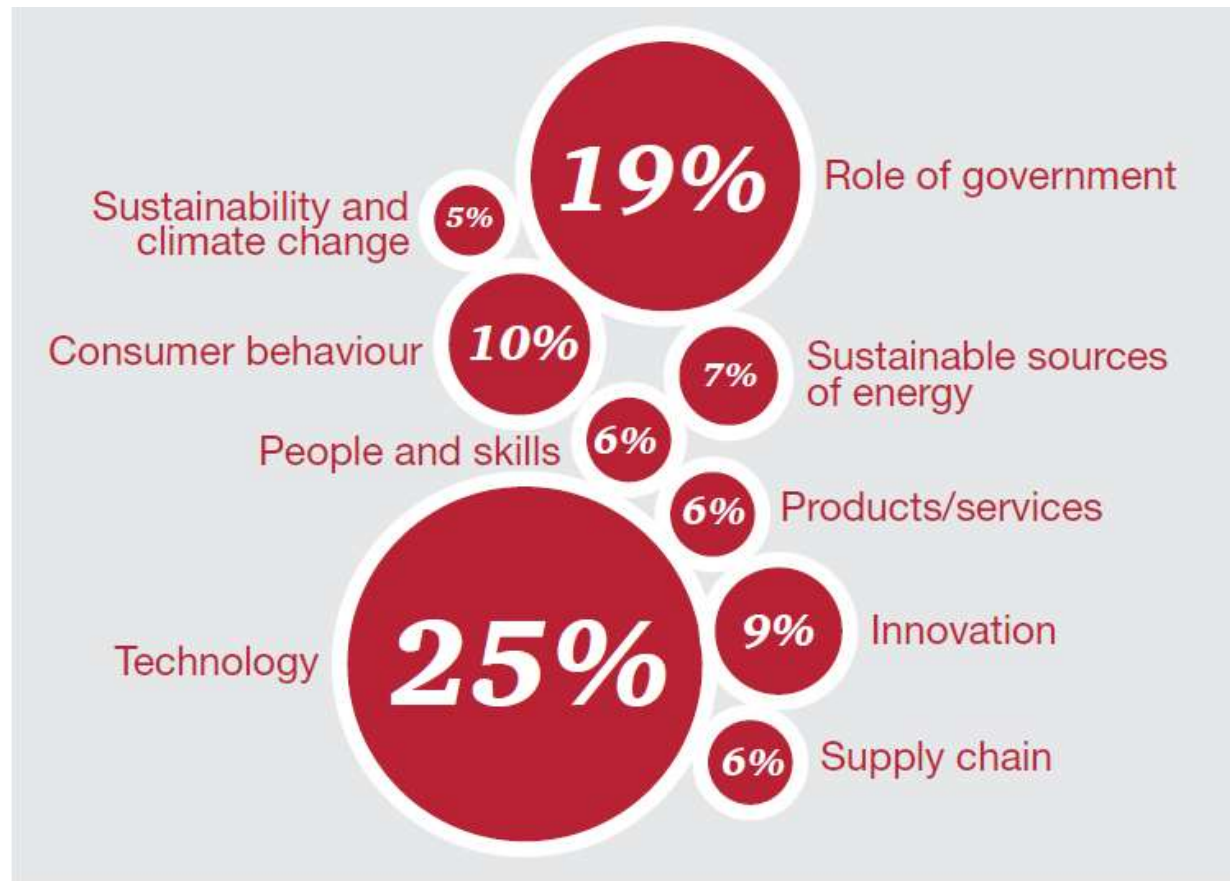 19%
Role of government
Sustainability and
climate change
5%
Consumer behaviour
10%
7%
Sustainable sources
of energy
People and skills
6%
6%
Products/services
Technology
25%
9%
Innovation
6%
Supply chain